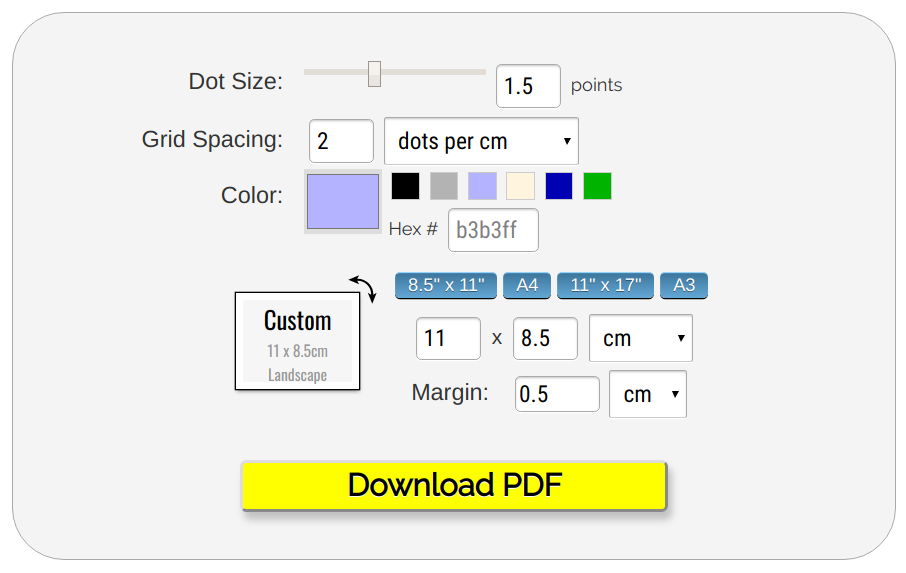 Dot Size: 1.5 points
Grid Spacing: 2 dots per cm
Color:
Hex # b3b3ff
8.5" x 11" A4 11" x 17" A3
Custom
11 x 8.5cm
Landscape
11 x 8.5 cm
Margin: 0.5 cm
Download PDF